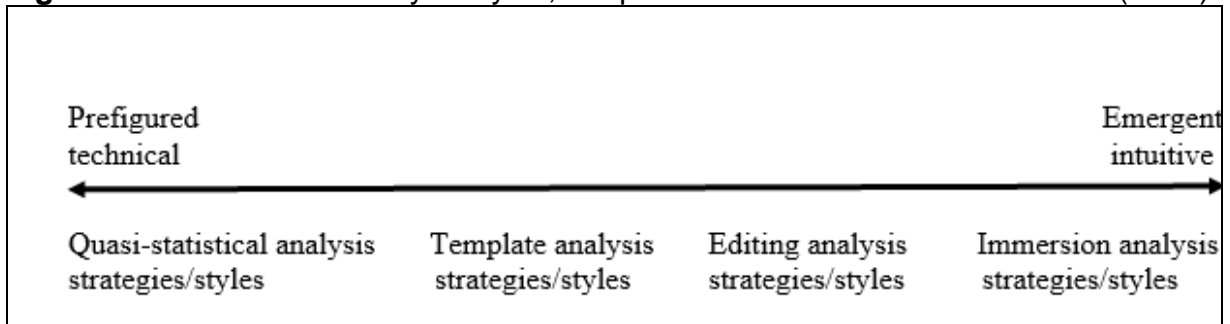 Prefigured
technical
Emergent
intuitive
Quasi-statistical analysis
strategies/styles
Template analysis
strategies/styles
Editing analysis
strategies/styles
Immersion analysis
strategies/styles